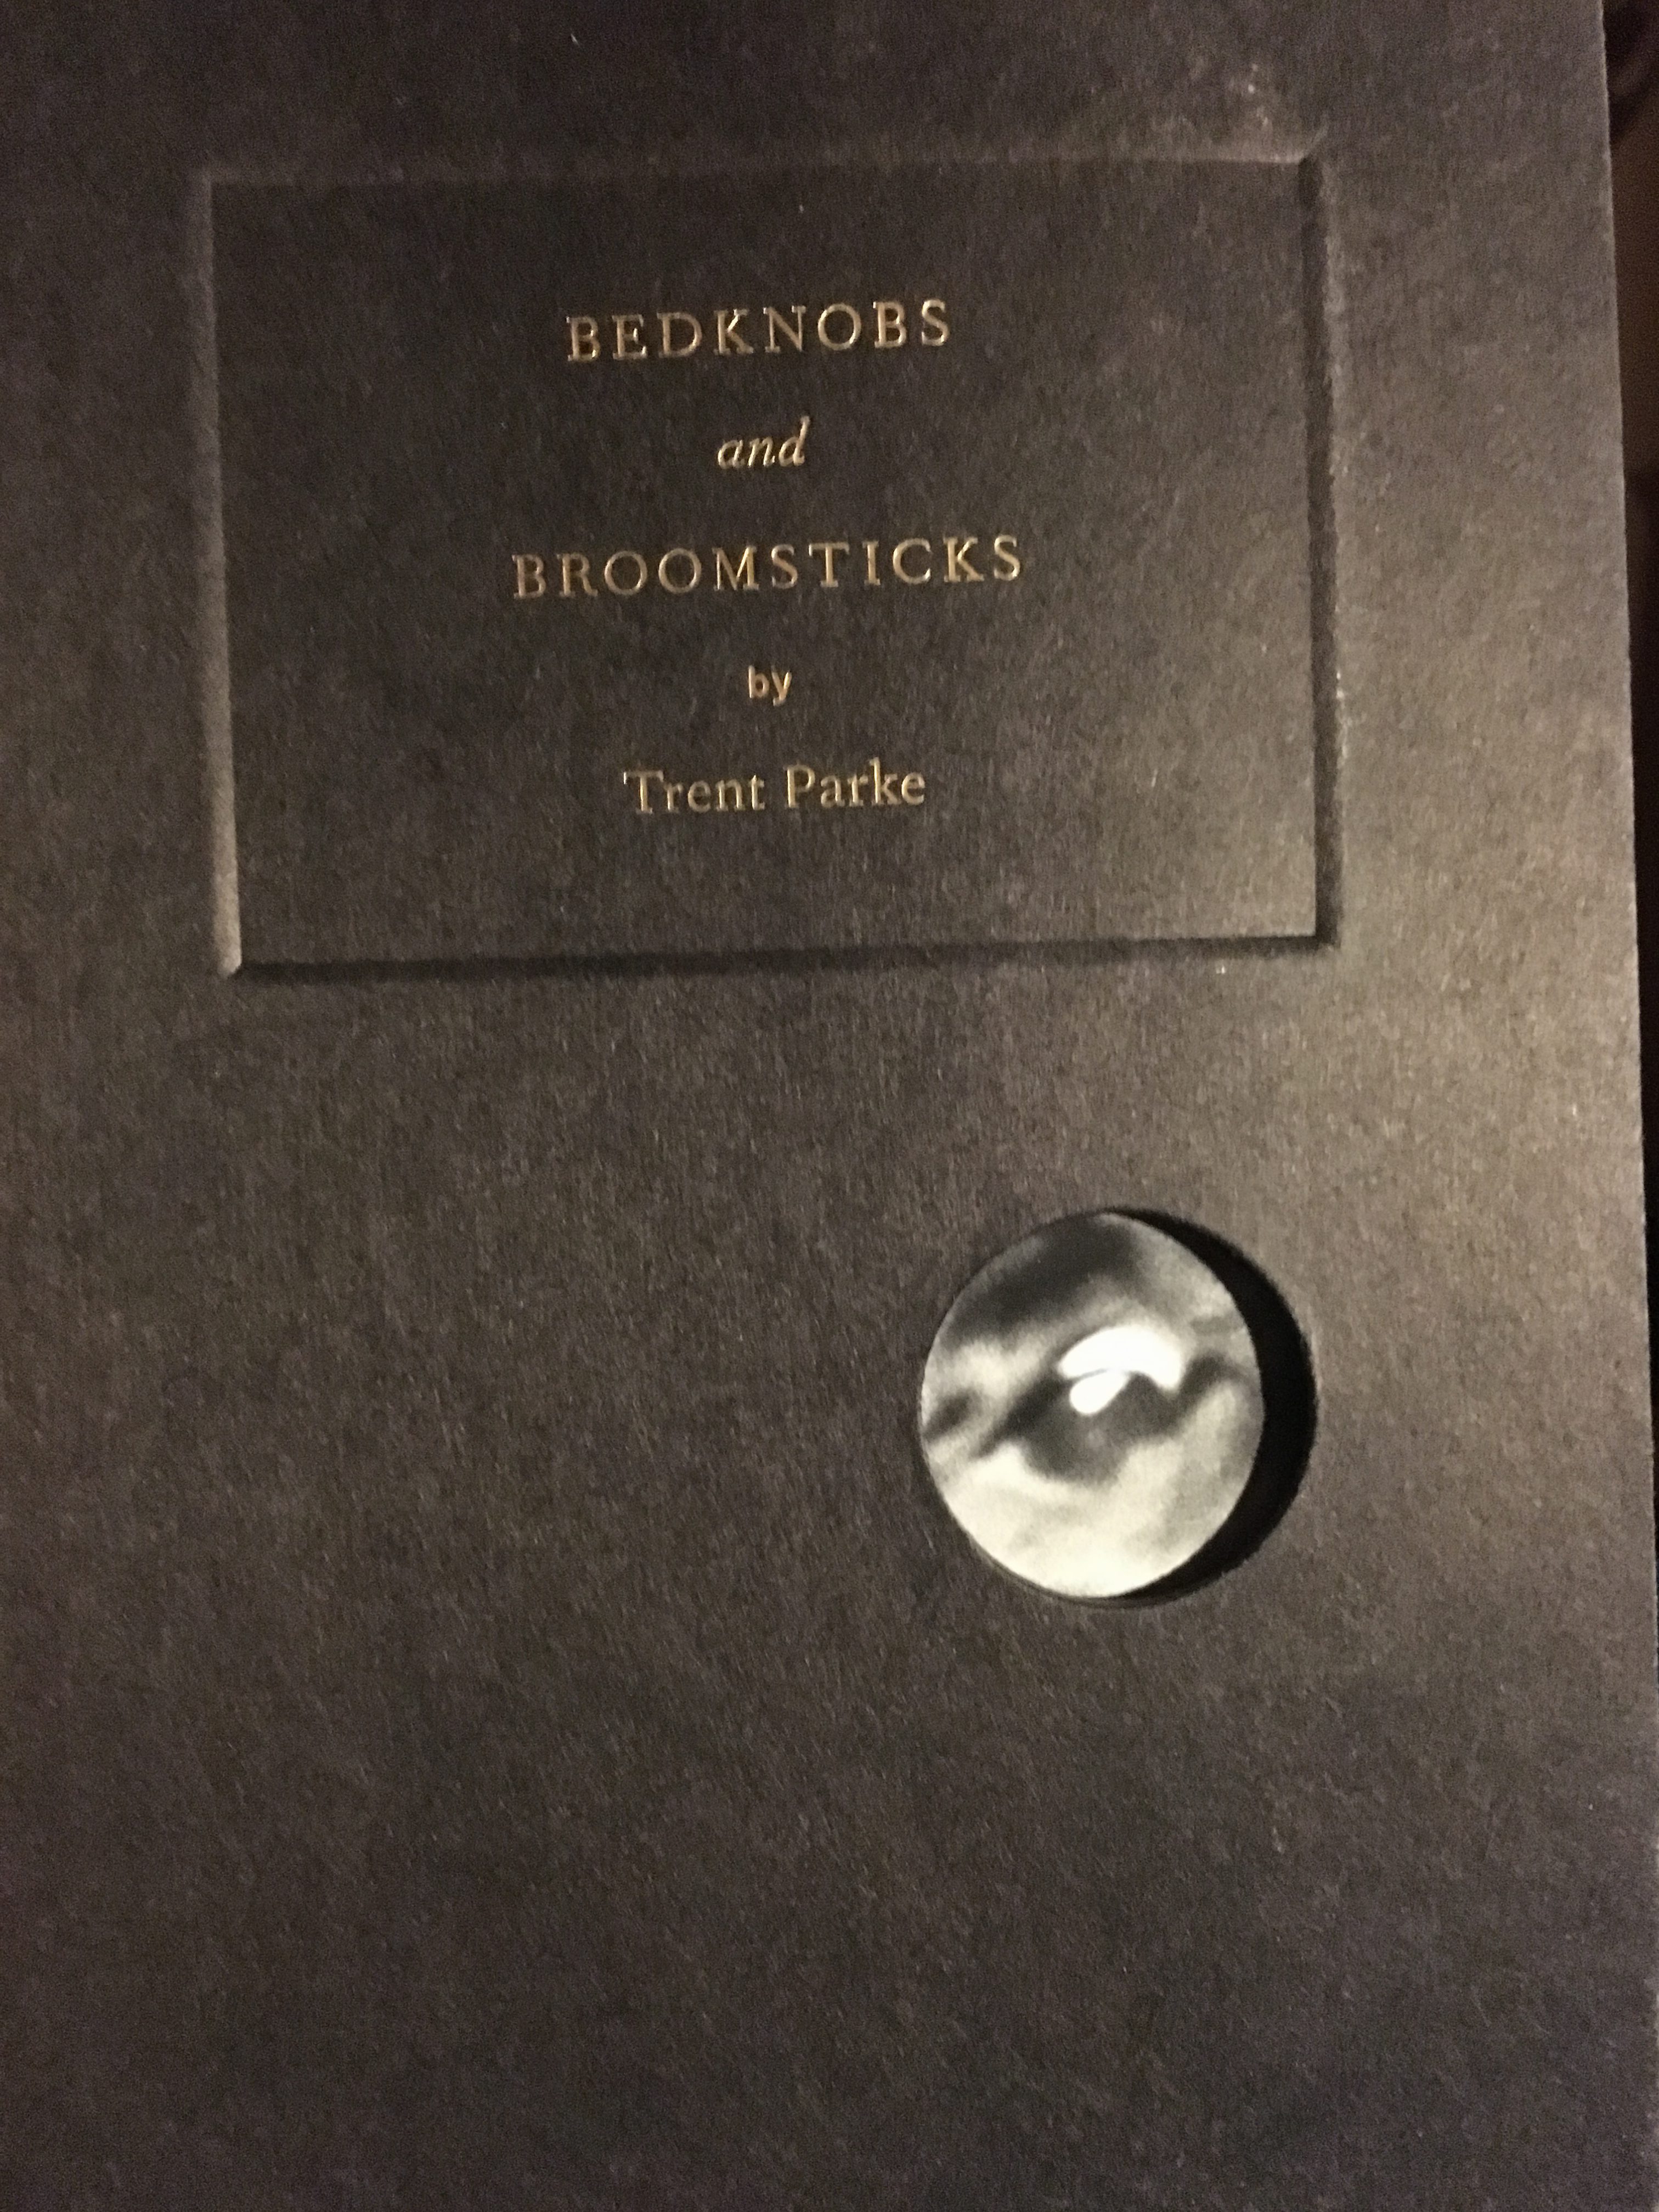 BEDKNOBS
and
BROOMSTICKS
by
Trent Parke